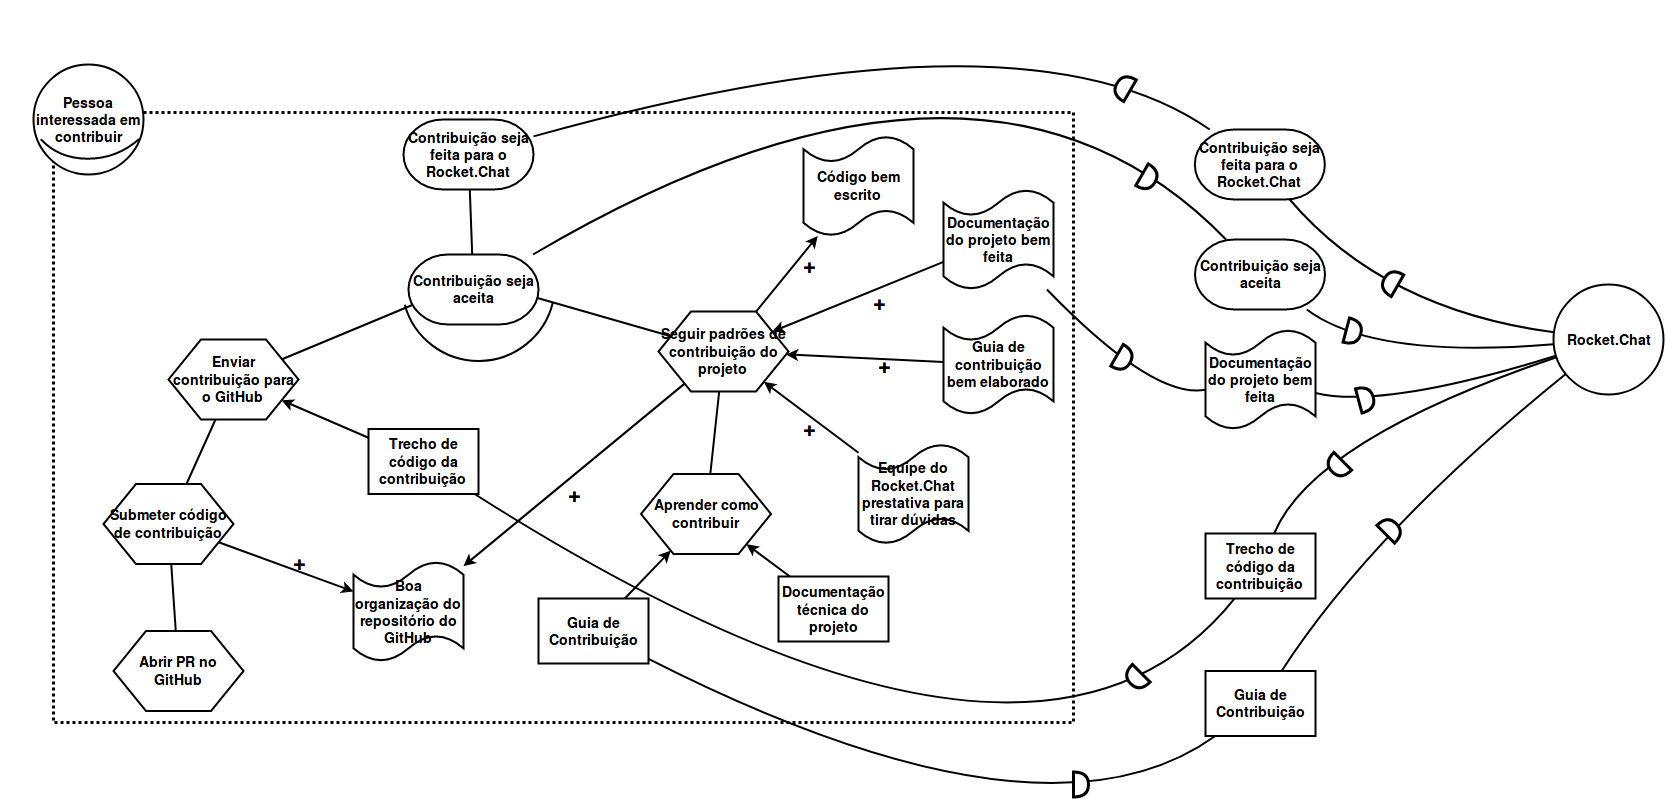 Pessoa
interessada em
contribuir
Contribuição seja
feita para o
Rocket.Chat
Contribuição seja
aceita
Enviar
contribuição para
o GitHub
Trecho de
código da
contribuição
Submeter código
de contribuição
+
Abrir PR no
GitHub
Boa
organização do
repositório do
GitHub
+
Código bem
escrito
+
Documentação
do projeto bem
feita
+
Seguir padrões de
contribuição do
projeto
Guia de
contribuição
bem elaborado
+
+
Equipe do
Rocket.Chat
prestativa para
tirar dúvidas
Aprender como
contribuir
Guia de
Contribuição
Documentação
técnica do
projeto
Contribuição seja
feita para o
Rocket.Chat
Contribuição seja
aceita
Documentação
do projeto bem
feita
Trecho de
código da
contribuição
Guia de
Contribuição
Rocket.Chat